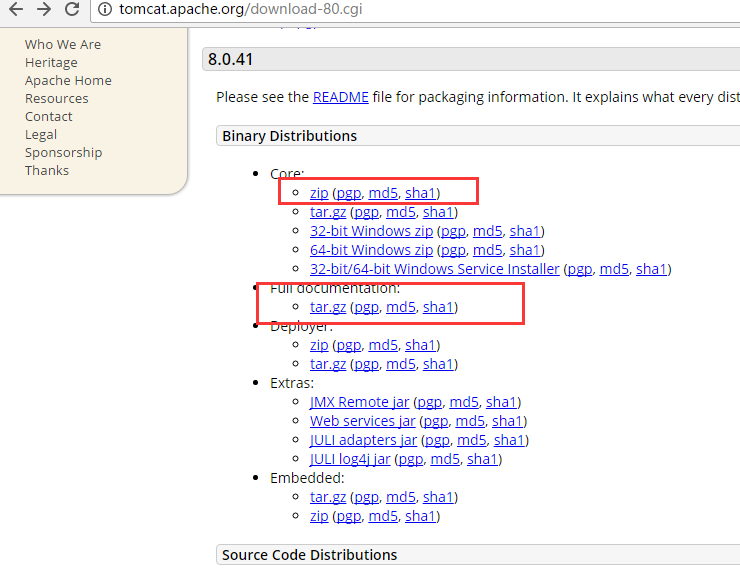 tomcat.apache.org/download-80.cgi
Who We Are
Heritage
Apache Home
Resources
Contact
Legal
Sponsorship
Thanks
8.0.41
Please see the README file for packaging information. It explains what every dist
Binary Distributions
Core:
zip (pgp, md5, sha1)
tar.gz (pgp, md5, sha1)
32-bit Windows zip (pgp, md5, sha1)
64-bit Windows zip (pgp, md5, sha1)
32-bit/64-bit Windows Service Installer (pgp, md5, sha1)
Full documentation:
tar.gz (pgp, md5, sha1)
Deployer:
zip (pgp, md5, sha1)
tar.gz (pgp, md5, sha1)
Extras:
JMX Remote jar (pgp, md5, sha1)
Web services jar (pgp, md5, sha1)
JULI adapters jar (pgp, md5, sha1)
JULI log4j jar (pgp, md5, sha1)
Embedded:
tar.gz (pgp, md5, sha1)
zip (pgp, md5, sha1)
Source Code Distributions